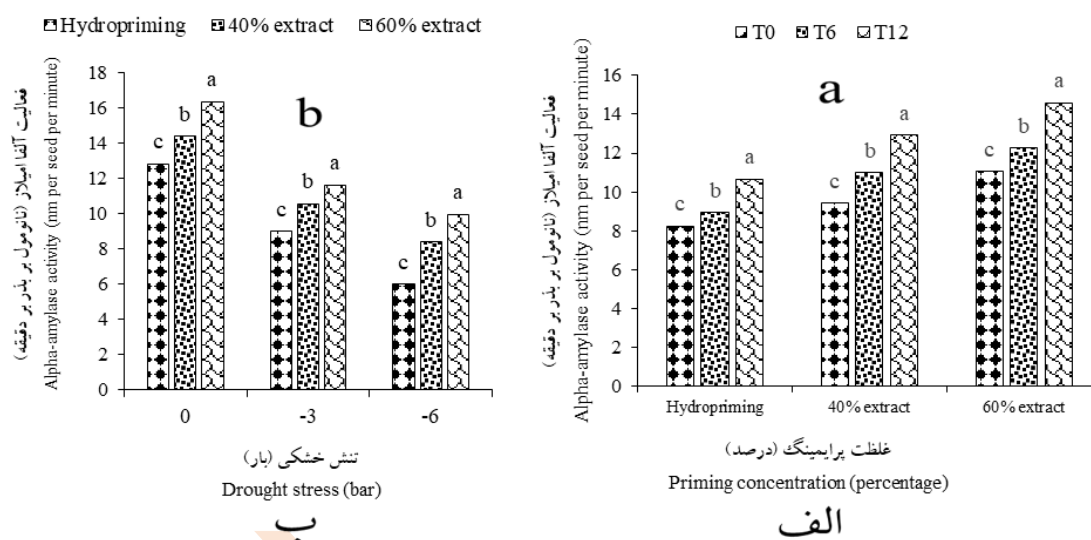 Hydropriming 40% extract 60% extract
فعالیت آلفا امیلاز (نانومول بر بذر بر دقیقه)
Alpha-amylase activity (nm per seed per minute)
18
16
14
12
10
8
6
4
2
0
b
c b a
c b a
c b a
0 -3 -6
تنش خشکی (بار)
Drought stress (bar)
ب
T0 T6 T12
فعالیت آلفا امیلاز (نانومول بر بذر بر دقیقه)
Alpha-amylase activity (nm per seed per minute)
16
14
12
10
8
6
4
2
0
a
c b a
c b a
c b a
Hydropriming 40% extract 60% extract
غلظت پرایمینگ (درصد)
Priming concentration (percentage)
الف